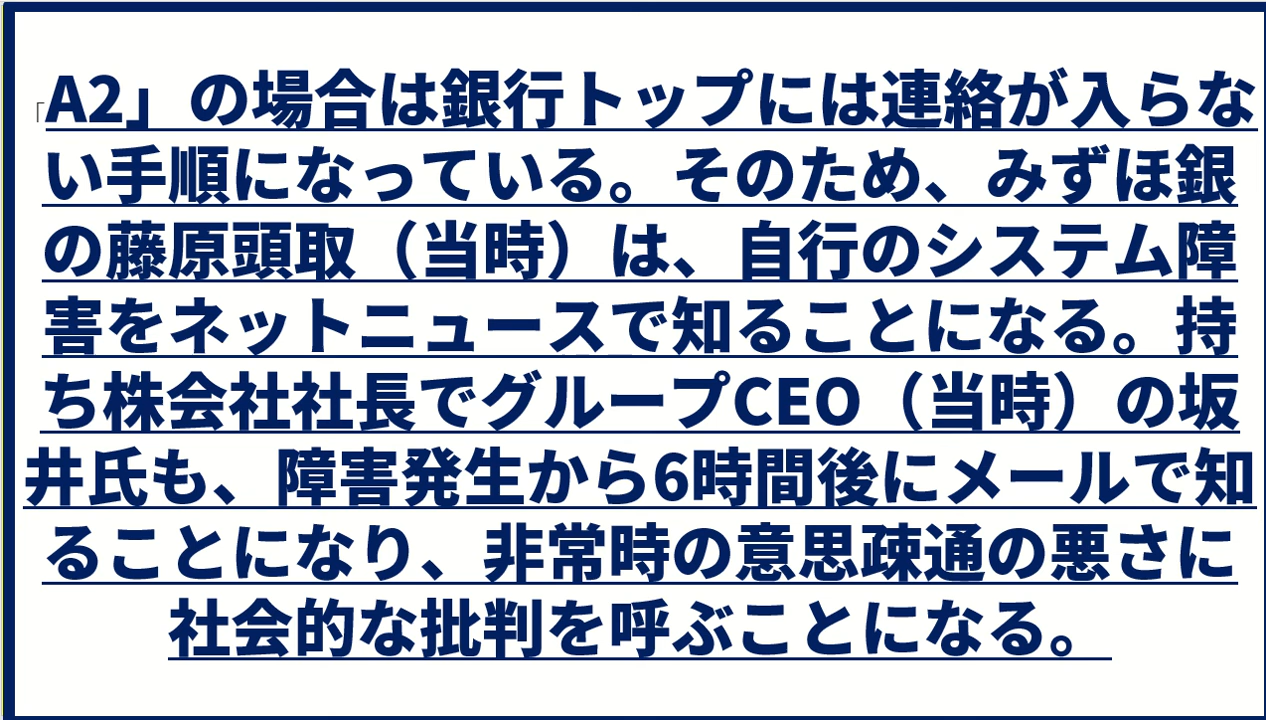 「A2」の場合は銀行トップには連絡が入らな
い手順になっている。そのため、みずほ銀
の藤原頭取（当時）は、自行のシステム障
害をネットニュースで知ることになる。持
ち株会社社長でグループCEO（当時）の坂
井氏も、障害発生から6時間後にメールで知
ることになり、非常時の意思疎通の悪さに
社会的な批判を呼ぶことになる。